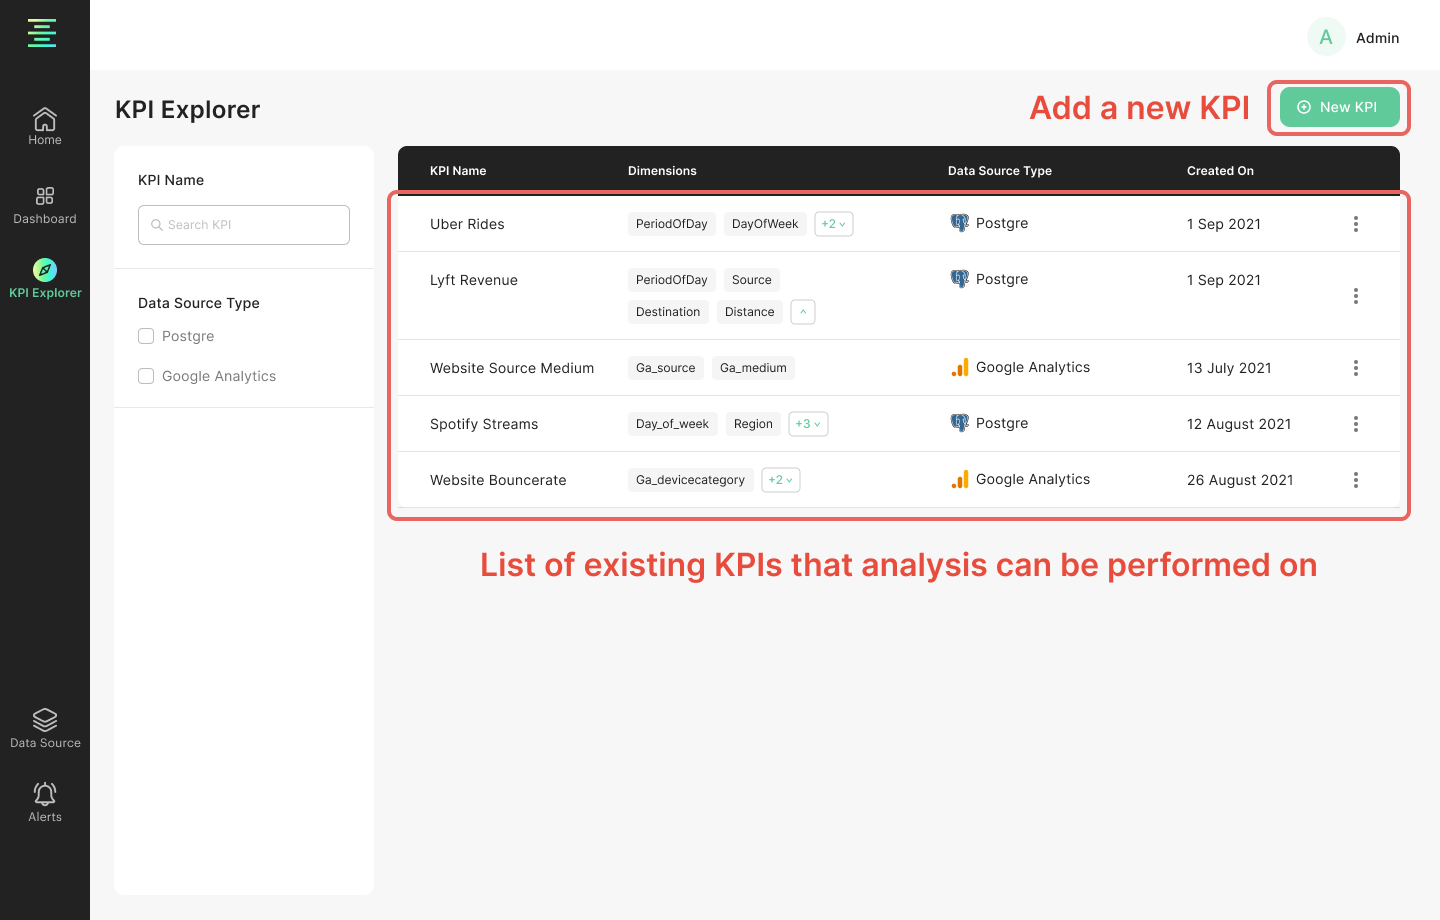 A
Admin
Home
Dashboard
KPI Explorer
Data Source
Alerts
KPI Explorer
Add a new KPI
New KPI
KPI Name
Search KPI
Data Source Type
Postgre
Google Analytics
KPI Name Dimensions Data Source Type Created On
Uber Rides PeriodOfDay DayOfWeek +2 Postgre 1 Sep 2021
Lyft Revenue PeriodOfDay Source Postgre 1 Sep 2021
Destination Distance
Website Source Medium Ga_source Ga_medium Google Analytics 13 July 2021
Spotify Streams Day_of_week Region +3 Postgre 12 August 2021
Website Bouncerate Ga_devicecategory +2 Google Analytics 26 August 2021
List of existing KPIs that analysis can be performed on